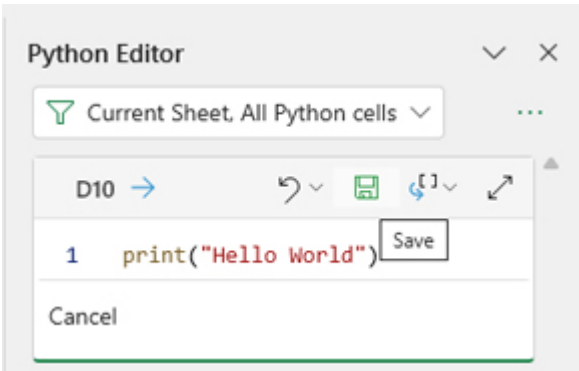 Python Editor
Current Sheet, All Python cells
D10
1 print("Hello World")
Save
Cancel